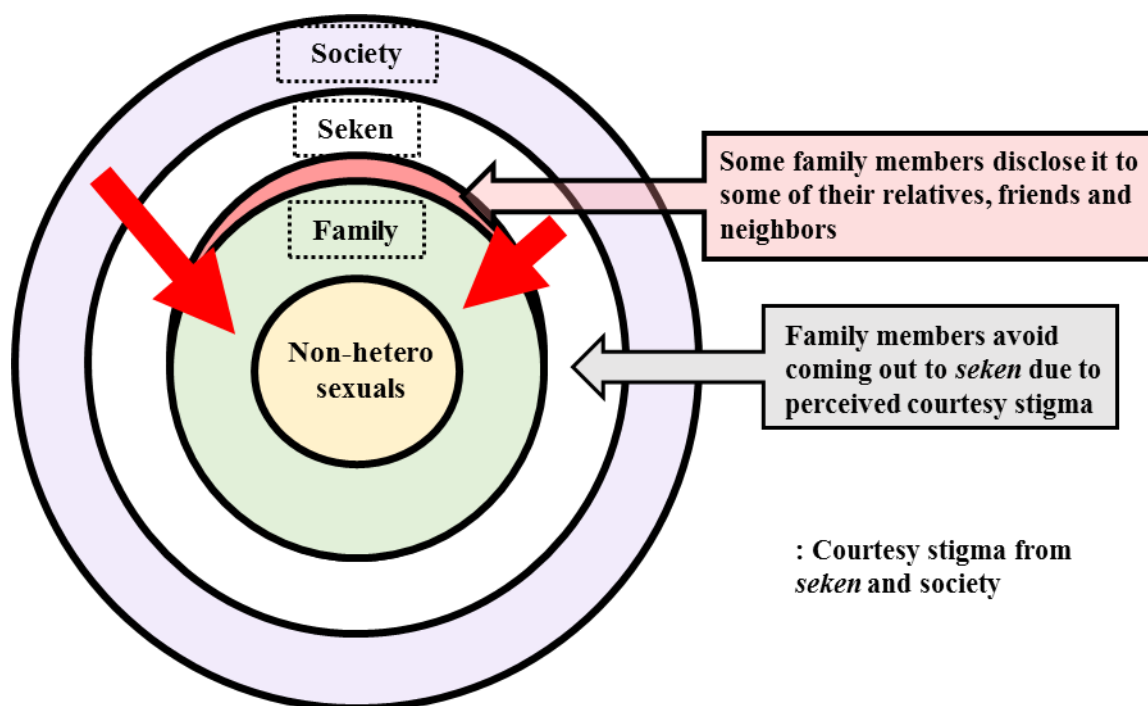 Society
Seken
Some family members disclose it to
some of their relatives, friends and
neighbors
Family
Non-hetero
sexuals
Family members avoid
coming out to seken due to
perceived courtesy stigma
: Courtesy stigma from
seken and society